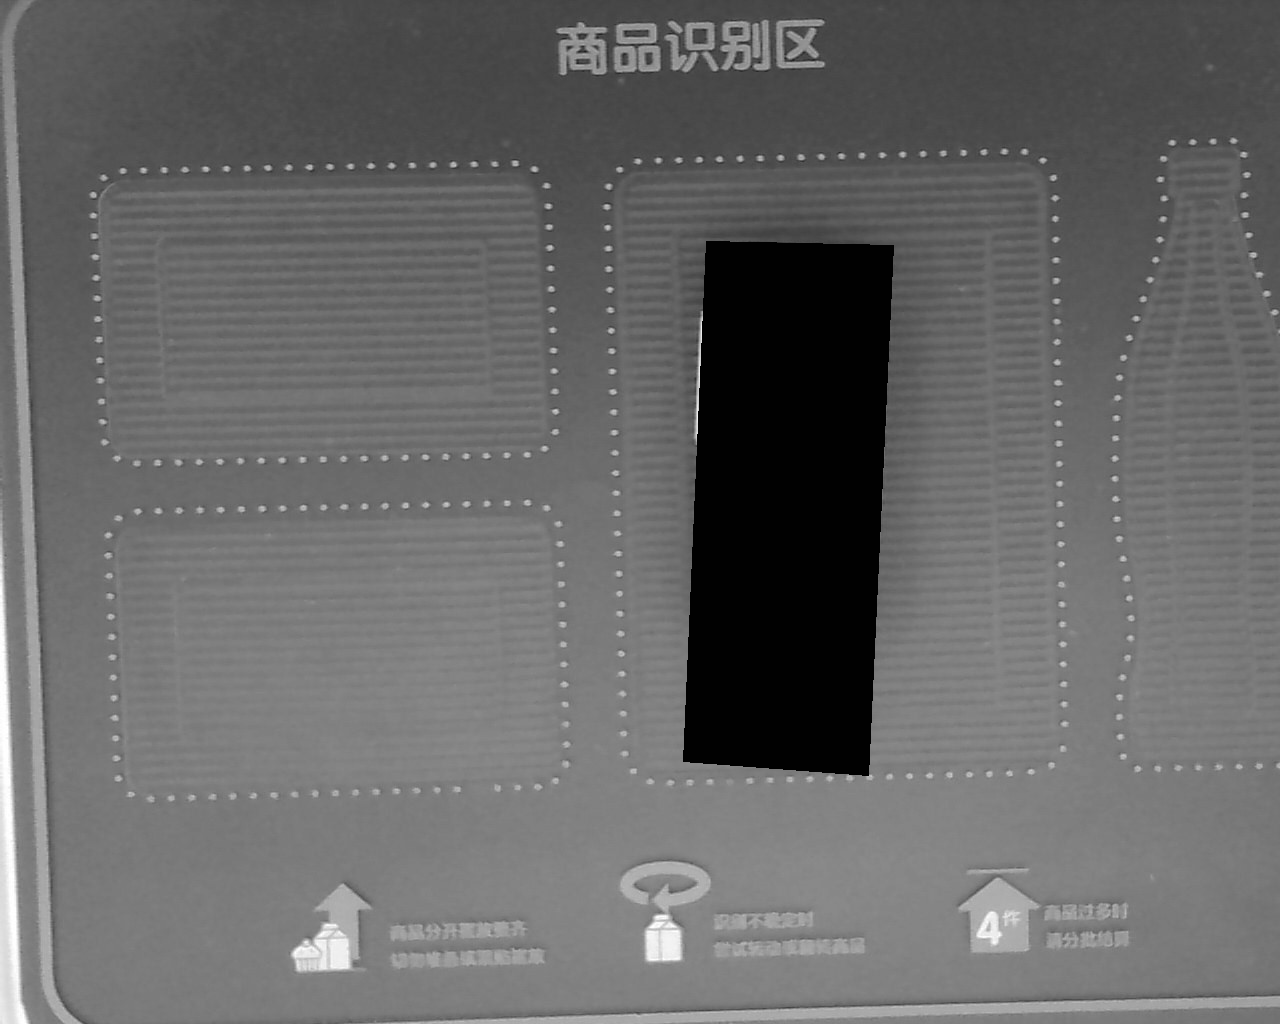 商品识别区
商品分开摆放整齐
切勿堆叠或紧贴摆放
识别不稳定时
尝试拓动或翻转商品
4件
商品过多时
请分批结算